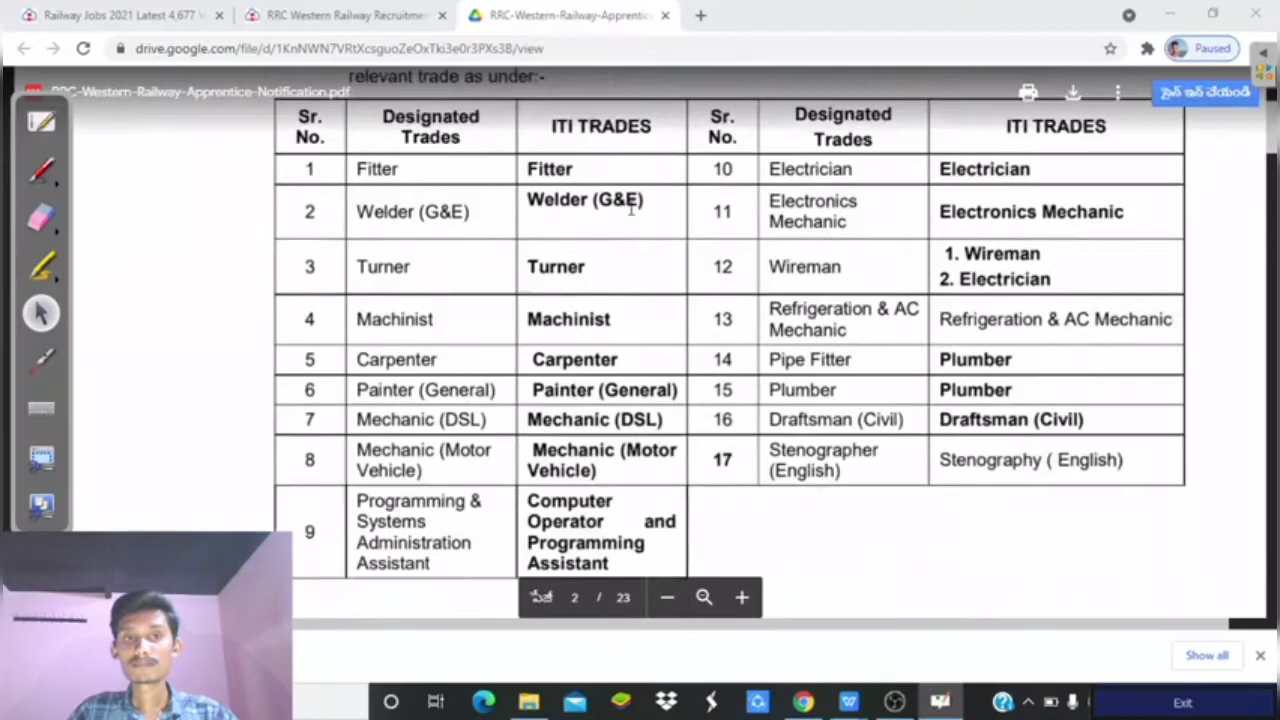 Railway Jobs 2021 Latest 4,677 V
RRC Western Railway Recruitmen
RRC-Western-Railway-Apprentice
drive.google.com/file/d/1KnNWN7VRtXcsguoZeOxTki3e0r3PXs3B/view
Paused
relevant trade as under:-
RRC-Western-Railway-Apprentice-Notification.pdf
సైన్ ఇన్ చేయండి
Sr. No. Designated Trades ITI TRADES Sr. No. Designated Trades ITI TRADES
1 Fitter Fitter 10 Electrician Electrician
2 Welder (G&E) Welder (G&E) 11 Electronics Mechanic Electronics Mechanic
3 Turner Turner 12 Wireman 1. Wireman 2. Electrician
4 Machinist Machinist 13 Refrigeration & AC Mechanic Refrigeration & AC Mechanic
5 Carpenter Carpenter 14 Pipe Fitter Plumber
6 Painter (General) Painter (General) 15 Plumber Plumber
7 Mechanic (DSL) Mechanic (DSL) 16 Draftsman (Civil) Draftsman (Civil)
8 Mechanic (Motor Vehicle) Mechanic (Motor Vehicle) 17 Stenographer (English) Stenography ( English)
9 Programming & Systems Administration Assistant Computer Operator and Programming Assistant
పేజీ 2 / 23
Show all
Exit